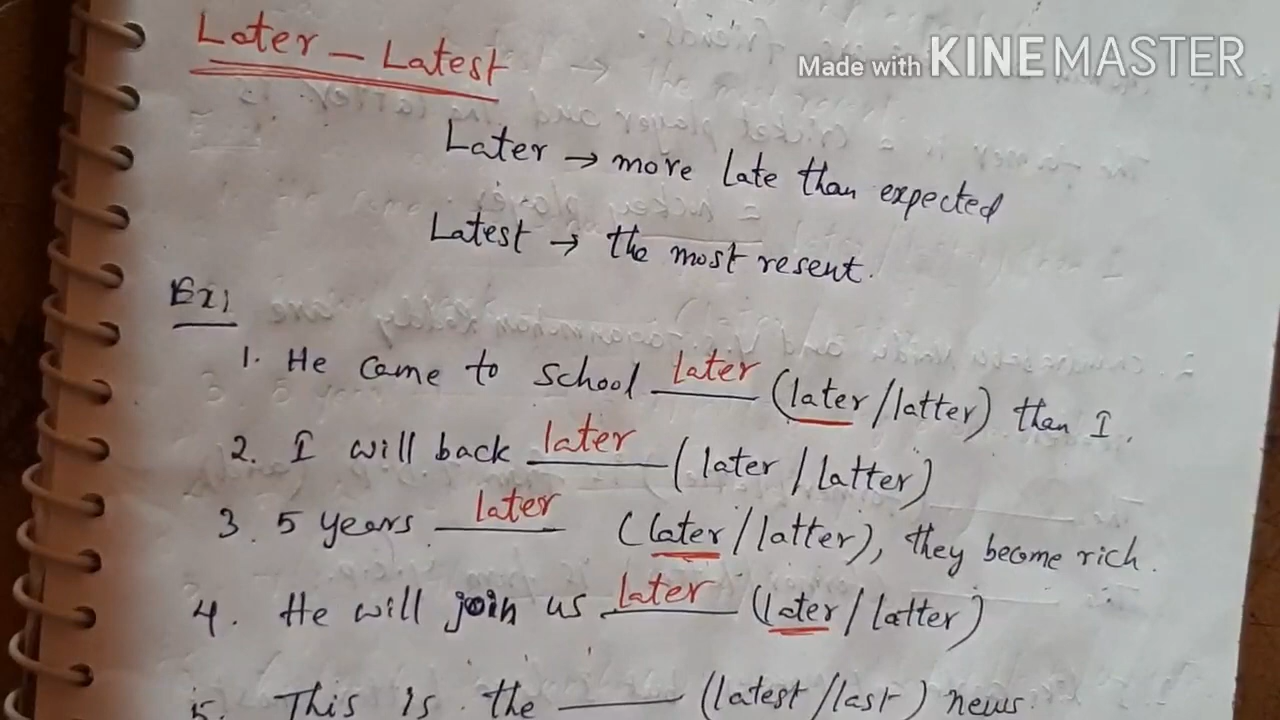 Made with KINEMASTER
Later – Latest
Later → more late than expected
Latest → the most resent.
Ex:
1. He came to school later (later/latter) than I.
2. I will back later (later/latter)
3. 5 years later (later/latter), they become rich.
4. He will join us later (later/latter)
5. This is the ______ (latest/last) news